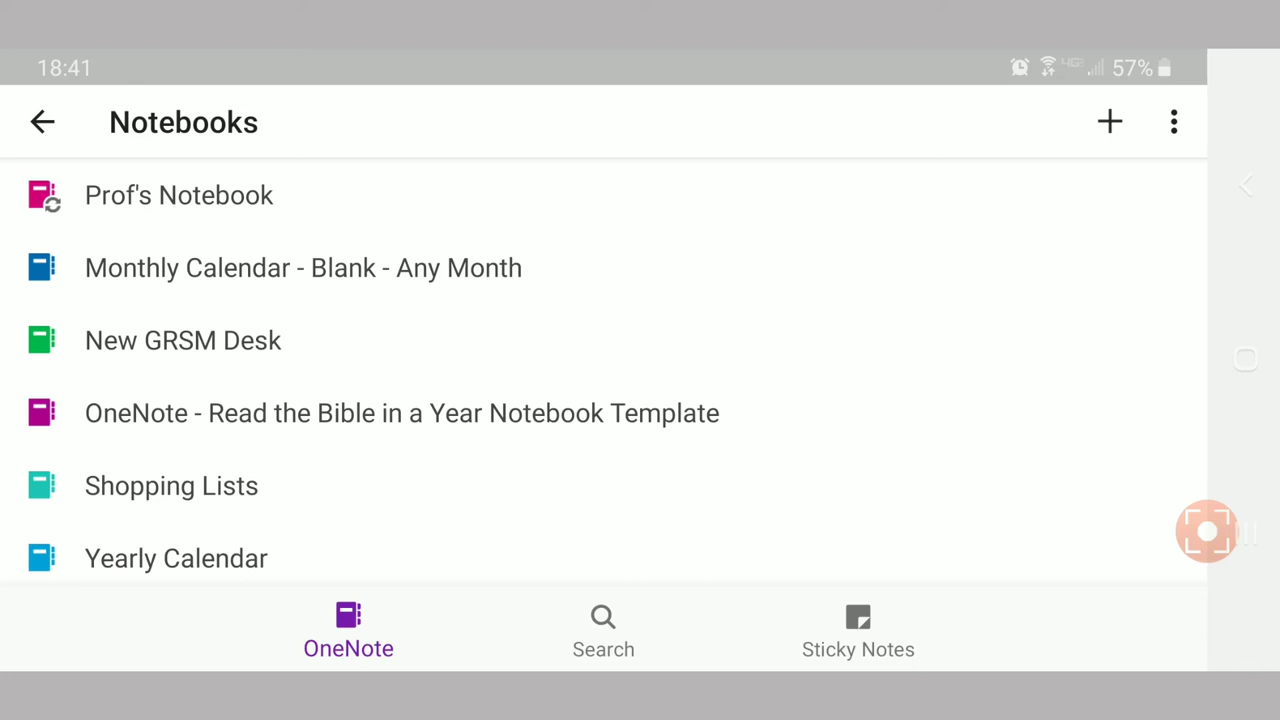 18:41
57%
Notebooks
Prof's Notebook
Monthly Calendar - Blank - Any Month
New GRSM Desk
OneNote - Read the Bible in a Year Notebook Template
Shopping Lists
Yearly Calendar
OneNote
Search
Sticky Notes